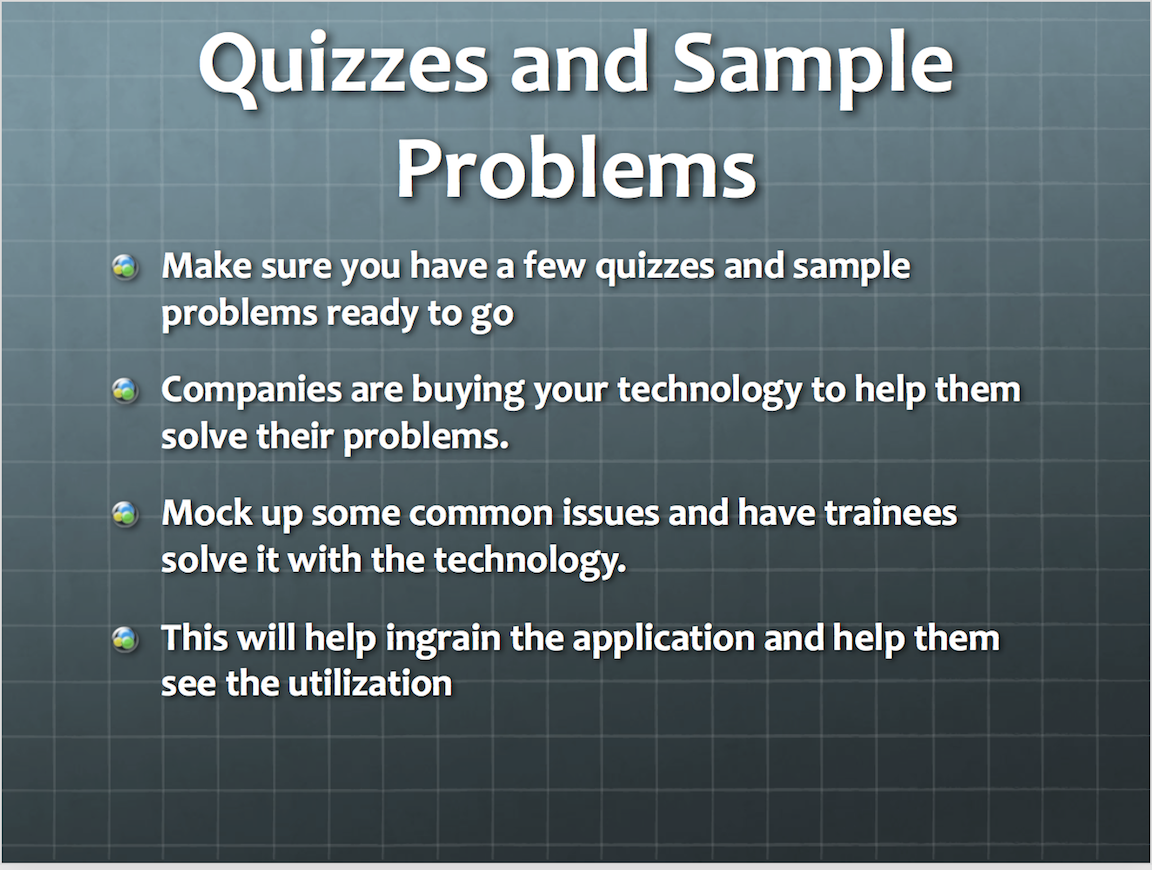 Quizzes and Sample
Problems
Make sure you have a few quizzes and sample
problems ready to go
Companies are buying your technology to help them
solve their problems.
Mock up some common issues and have trainees
solve it with the technology.
This will help ingrain the application and help them
see the utilization